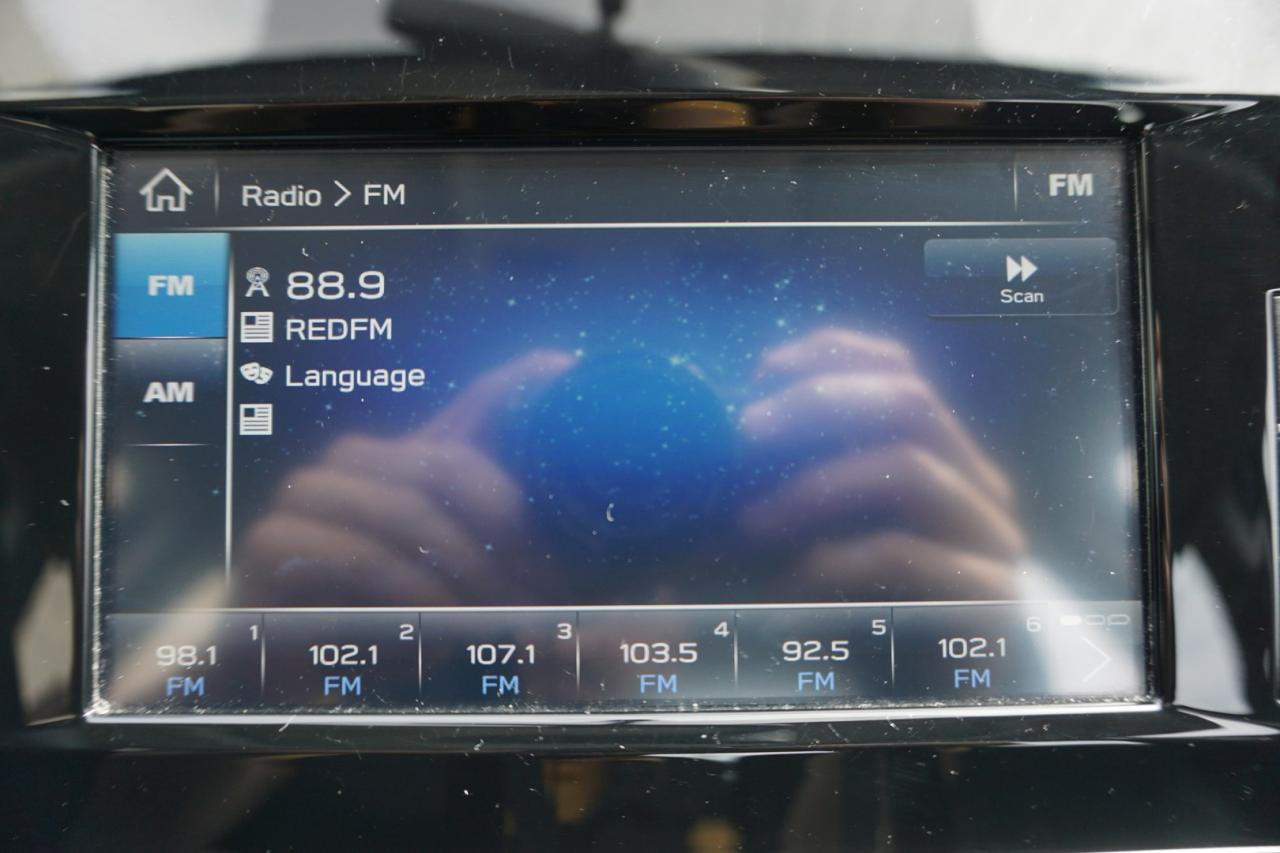 Radio > FM
FM
FM
88.9
REDFM
Scan
AM
Language
1
98.1
FM
2
102.1
FM
3
107.1
FM
4
103.5
FM
5
92.5
FM
6
102.1
FM